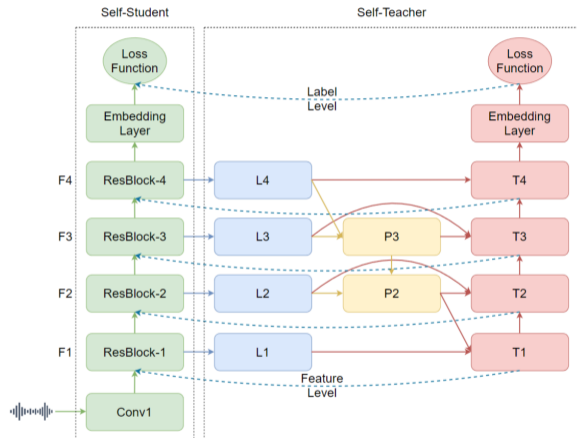 Self-Student
Self-Teacher
Loss
Function
Loss
Function
Label
Level
Embedding
Layer
Embedding
Layer
F4
ResBlock-4
L4
T4
F3
ResBlock-3
L3
P3
T3
F2
ResBlock-2
L2
P2
T2
F1
ResBlock-1
L1
T1
Feature
Level
Conv1